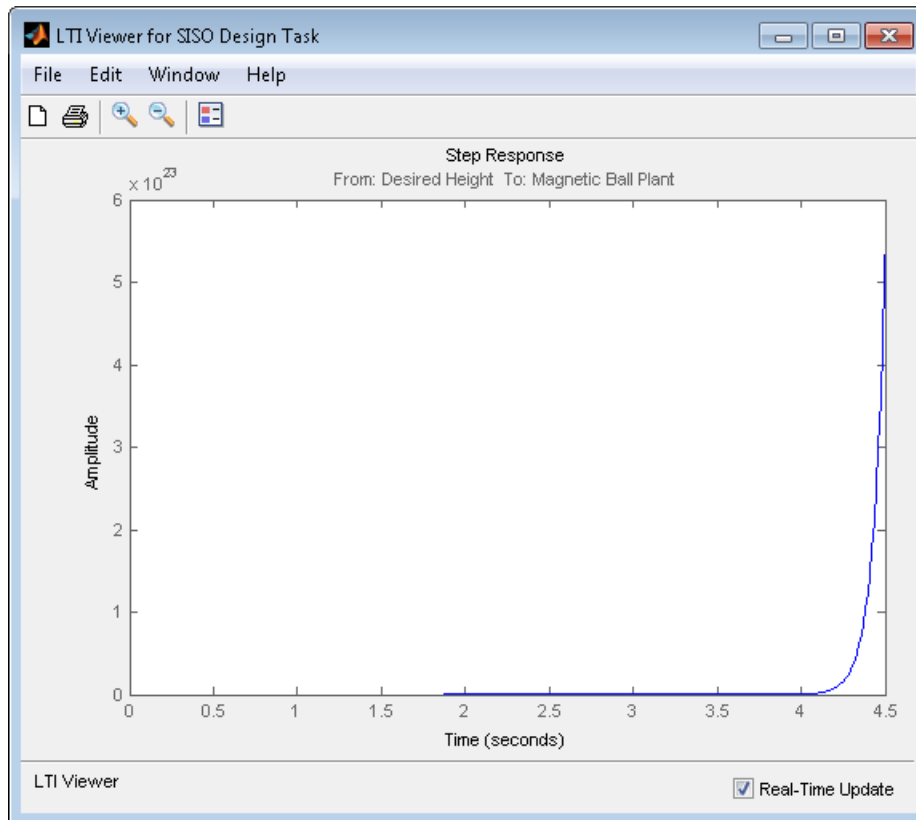 LTI Viewer for SISO Design Task
File Edit Window Help
Step Response
From: Desired Height To: Magnetic Ball Plant
x 10^23
6
5
4
3
2
1
0
Amplitude
0 0.5 1 1.5 2 2.5 3 3.5 4 4.5
Time (seconds)
LTI Viewer
Real-Time Update